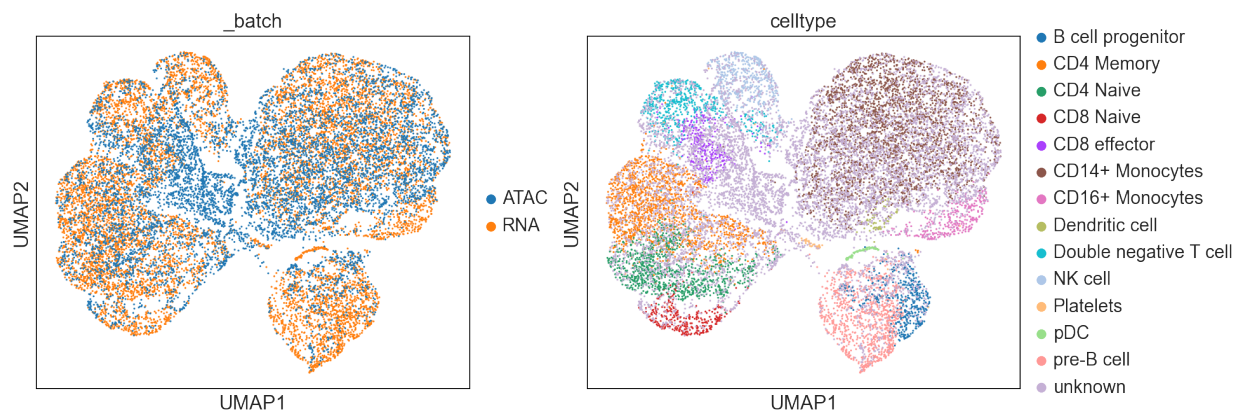 _batch
UMAP2
UMAP1
ATAC
RNA
celltype
UMAP2
UMAP1
B cell progenitor
CD4 Memory
CD4 Naive
CD8 Naive
CD8 effector
CD14+ Monocytes
CD16+ Monocytes
Dendritic cell
Double negative T cell
NK cell
Platelets
pDC
pre-B cell
unknown